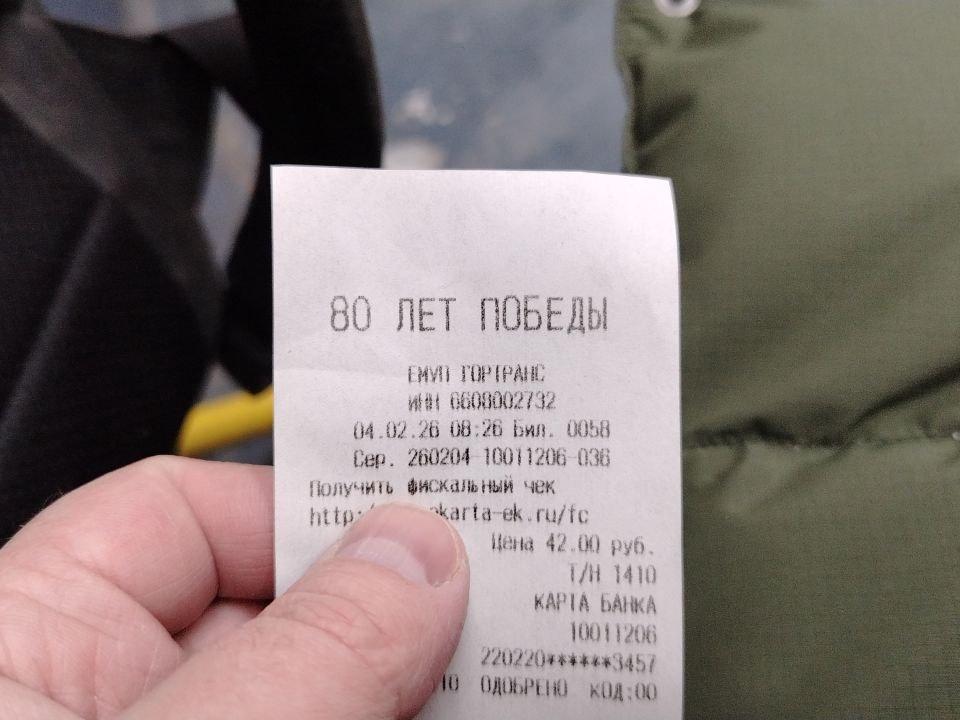 80 ЛЕТ ПОБЕДЫ
ЕМУП ГОРТРАНС
ИНН 6608002732
04.02.26 08:26 Бил. 0058
Сер. 260204-10011206-036
Получить фискальный чек
http:/ karta-ek.ru/fc
Цена 42.00 руб.
Т/Н 1410
КАРТА БАНКА
10011206
220220******3457
ОДОБРЕНО КОД:00